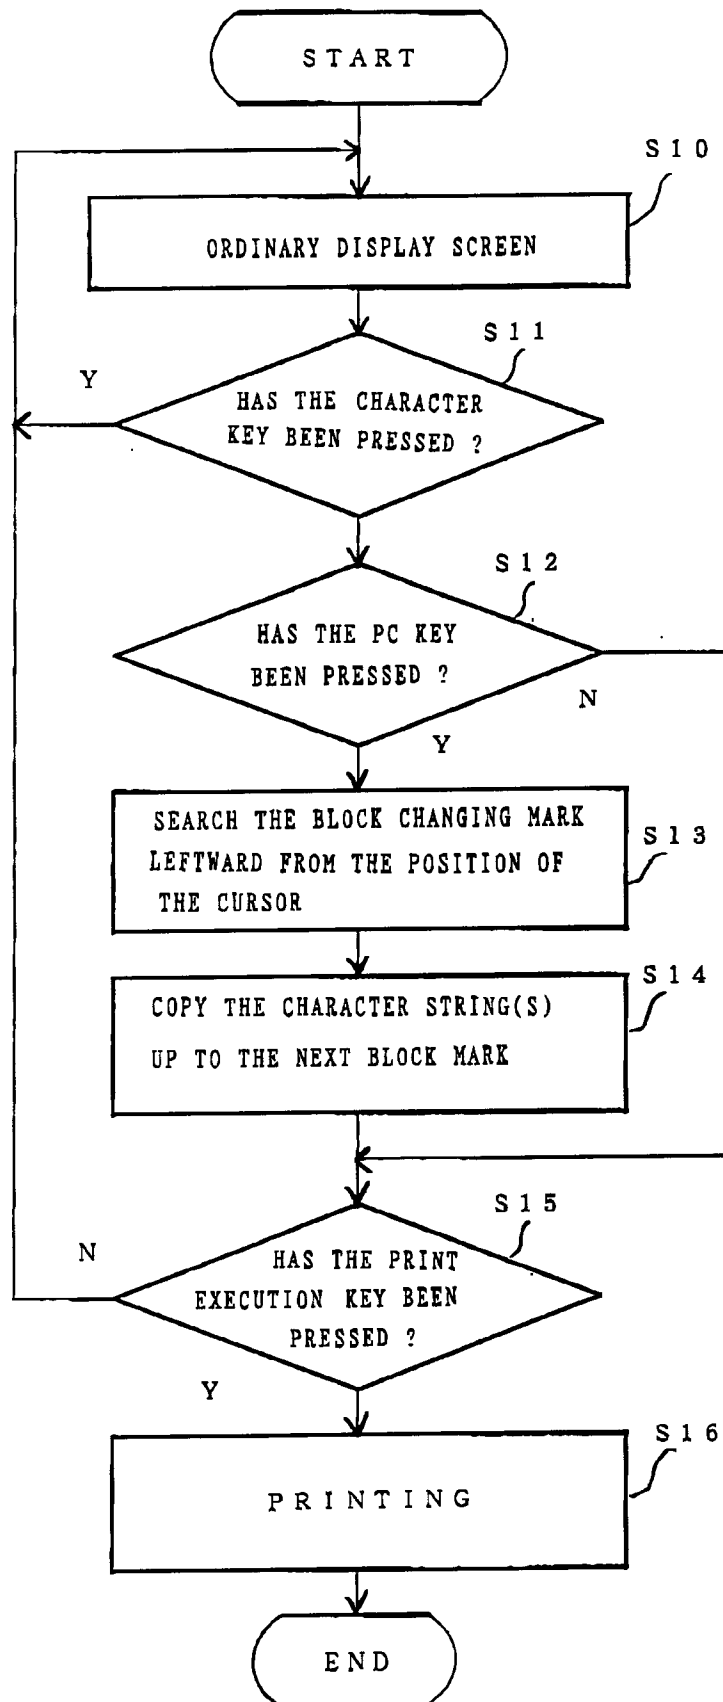 START
S10
ORDINARY DISPLAY SCREEN
S11
Y
HAS THE CHARACTER
KEY BEEN PRESSED ?
S12
HAS THE PC KEY
BEEN PRESSED ?
N
Y
SEARCH THE BLOCK CHANGING MARK
LEFTWARD FROM THE POSITION OF
THE CURSOR
S13
S14
COPY THE CHARACTER STRING(S)
UP TO THE NEXT BLOCK MARK
S15
N
HAS THE PRINT
EXECUTION KEY BEEN
PRESSED ?
Y
S16
PRINTING
END